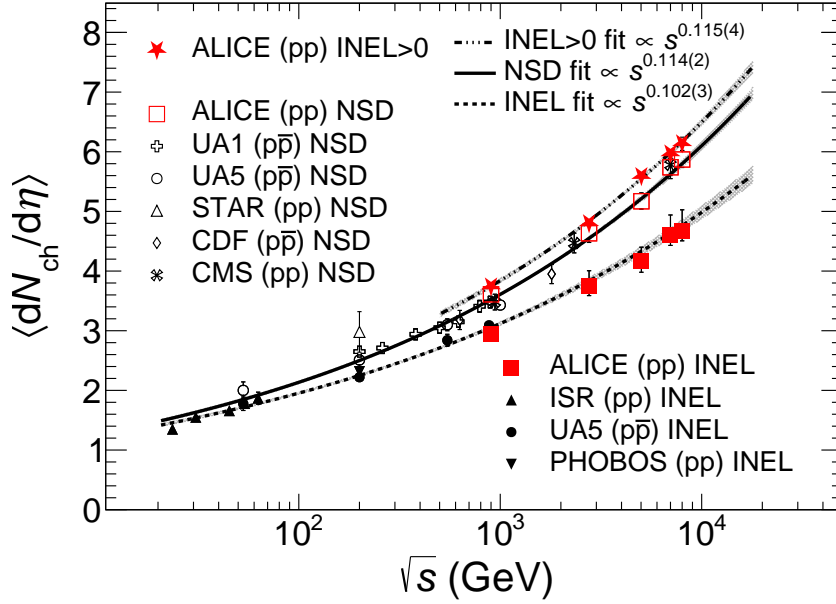 ALICE (pp) INEL>0
ALICE (pp) NSD
UA1 (pp̅) NSD
UA5 (pp̅) NSD
STAR (pp) NSD
CDF (pp̅) NSD
CMS (pp) NSD
INEL>0 fit ∝ s^0.115(4)
NSD fit ∝ s^0.114(2)
INEL fit ∝ s^0.102(3)
ALICE (pp) INEL
ISR (pp) INEL
UA5 (pp̅) INEL
PHOBOS (pp) INEL
⟨dN_ch/dη⟩
8
7
6
5
4
3
2
1
0
10^2
10^3
10^4
√s (GeV)